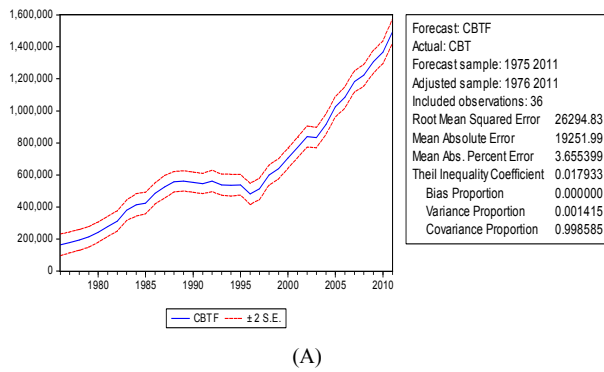 1,600,000
1,400,000
1,200,000
1,000,000
800,000
600,000
400,000
200,000
0
1980 1985 1990 1995 2000 2005 2010
CBTF ± 2 S.E.
Forecast: CBTF
Actual: CBT
Forecast sample: 1975 2011
Adjusted sample: 1976 2011
Included observations: 36
Root Mean Squared Error 26294.83
Mean Absolute Error 19251.99
Mean Abs. Percent Error 3.655399
Theil Inequality Coefficient 0.017933
Bias Proportion 0.000000
Variance Proportion 0.001415
Covariance Proportion 0.998585
(A)